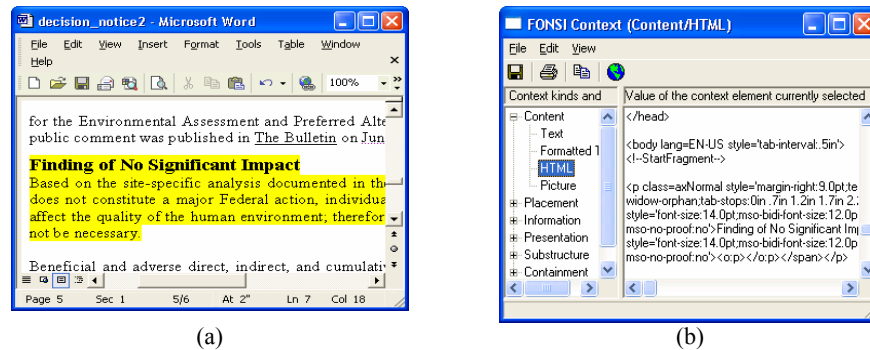 decision_notice2 - Microsoft Word
File Edit View Insert Format Tools Table Window
Help
100%
for the Environmental Assessment and Preferred Alte
public comment was published in The Bulletin on Jun
Finding of No Significant Impact
Based on the site-specific analysis documented in th
does not constitute a major Federal action, individua
affect the quality of the human environment; therefor
not be necessary.
Beneficial and adverse direct, indirect, and cumulati
Page 5 Sec 1 5/6 At 2" Ln 7 Col 18
(a)
FONSI Context (Content/HTML)
File Edit View
Context kinds and
Value of the context element currently selected
Content
Text
Formatted T
HTML
Picture
Placement
Information
Presentation
Substructure
Containment
</head>
<body lang=EN-US style='tab-interval:.5in'>
<!--StartFragment-->
<p class=axNormal style='margin-right:9.0pt;te
widow-orphan;tab-stops:0in .7in 1.2in 1.7in 2.
style='font-size:14.0pt;mso-bidi-font-size:12.0p
mso-no-proof:no'>Finding of No Significant Im
style='font-size:14.0pt;mso-bidi-font-size:12.0p
mso-no-proof:no'><o:p></o:p></span></p>
(b)